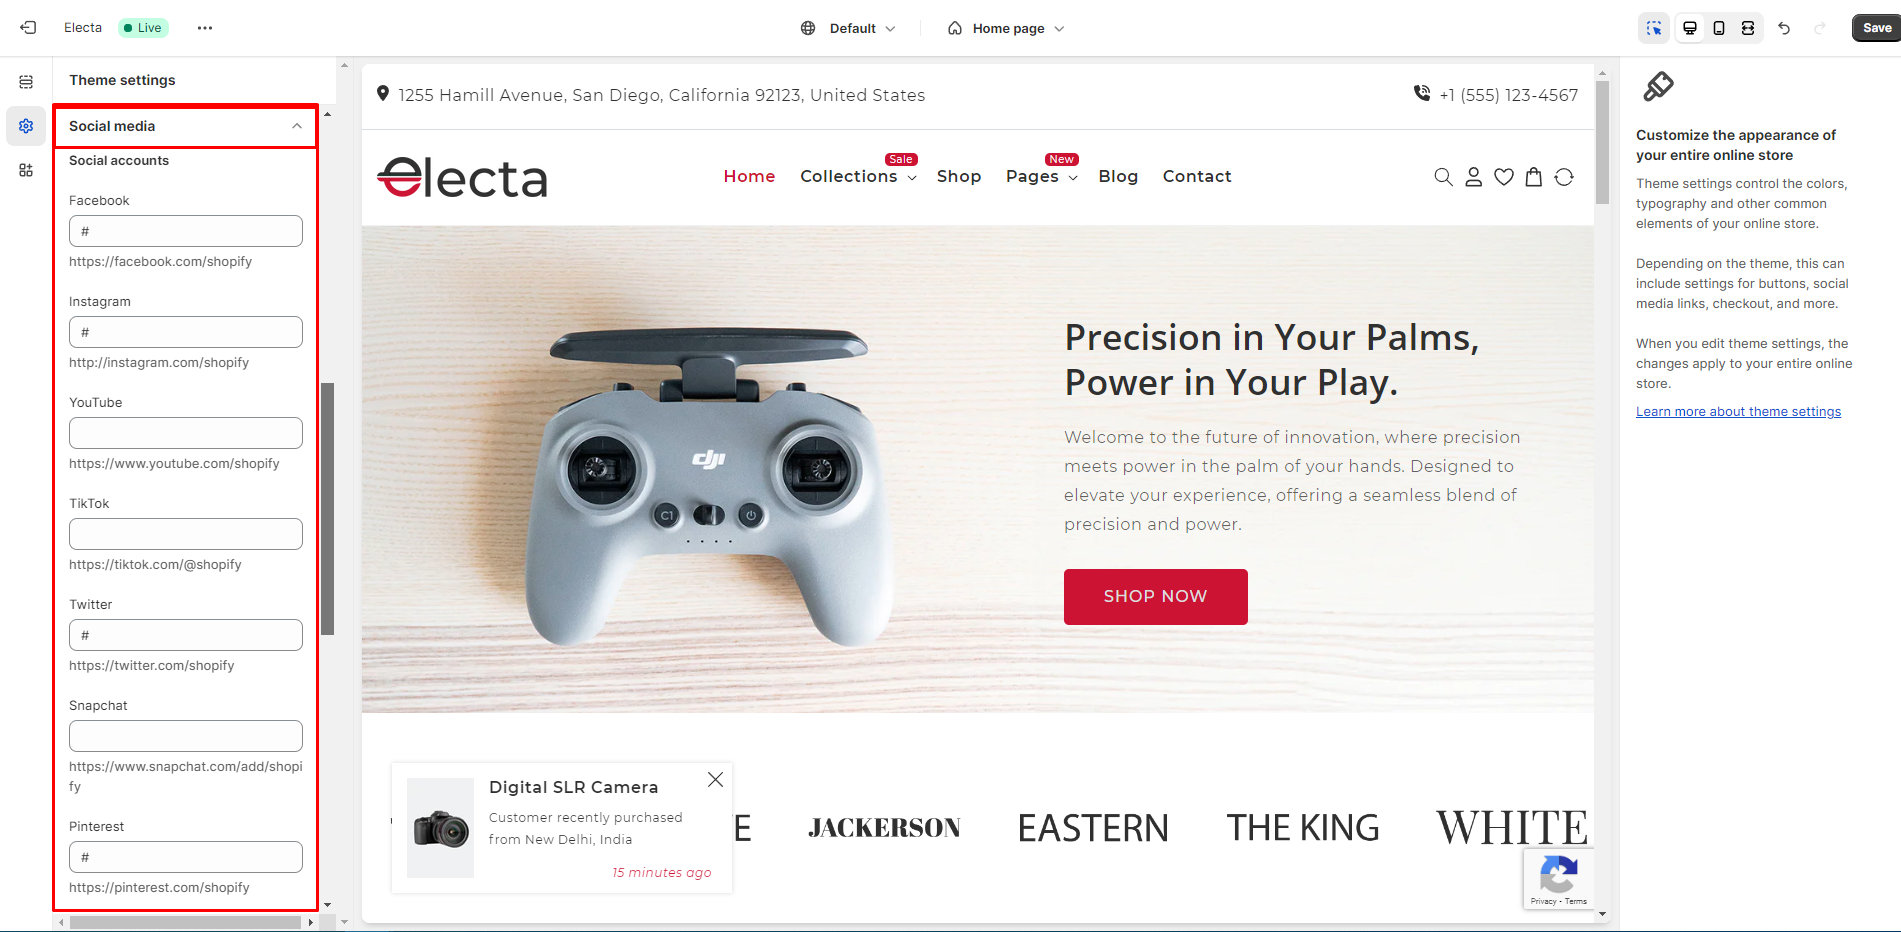 Electa
Live
Default
Home page
Save
Theme settings
Social media
Social accounts
Facebook
#
https://facebook.com/shopify
Instagram
#
http://instagram.com/shopify
YouTube
https://www.youtube.com/shopify
TikTok
https://tiktok.com/@shopify
Twitter
#
https://twitter.com/shopify
Snapchat
https://www.snapchat.com/add/shopi
fy
Pinterest
#
https://pinterest.com/shopify
1255 Hamill Avenue, San Diego, California 92123, United States
+1 (555) 123-4567
electa
Sale
New
Home Collections Shop Pages Blog Contact
dji
C1
Precision in Your Palms,
Power in Your Play.
Welcome to the future of innovation, where precision
meets power in the palm of your hands. Designed to
elevate your experience, offering a seamless blend of
precision and power.
SHOP NOW
Digital SLR Camera
Customer recently purchased
from New Delhi, India
15 minutes ago
E JACKERSON EASTERN THE KING WHITE
Privacy - Terms
Customize the appearance of
your entire online store
Theme settings control the colors,
typography and other common
elements of your online store.
Depending on the theme, this can
include settings for buttons, social
media links, checkout, and more.
When you edit theme settings, the
changes apply to your entire online
store.
Learn more about theme settings